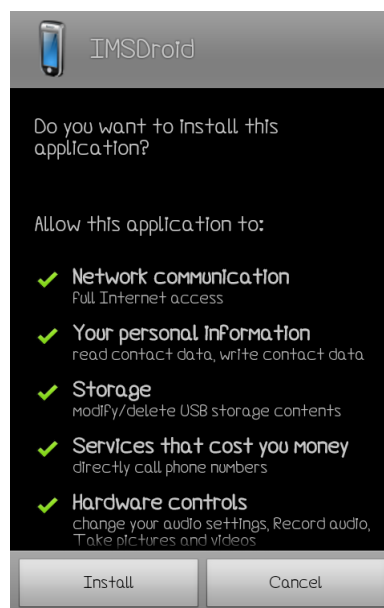 IMSDroid
Do you want to install this
application?
Allow this application to:
Network communication
full Internet access
Your personal information
read contact data, write contact data
Storage
modify/delete USB storage contents
Services that cost you money
directly call phone numbers
Hardware controls
change your audio settings, Record audio,
Take pictures and videos
Install
Cancel